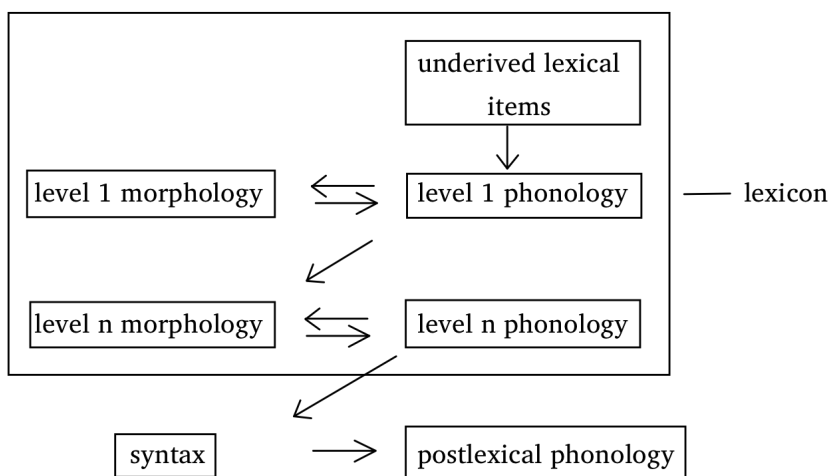 underived lexical
items
level 1 morphology
level 1 phonology
lexicon
level n morphology
level n phonology
syntax
postlexical phonology